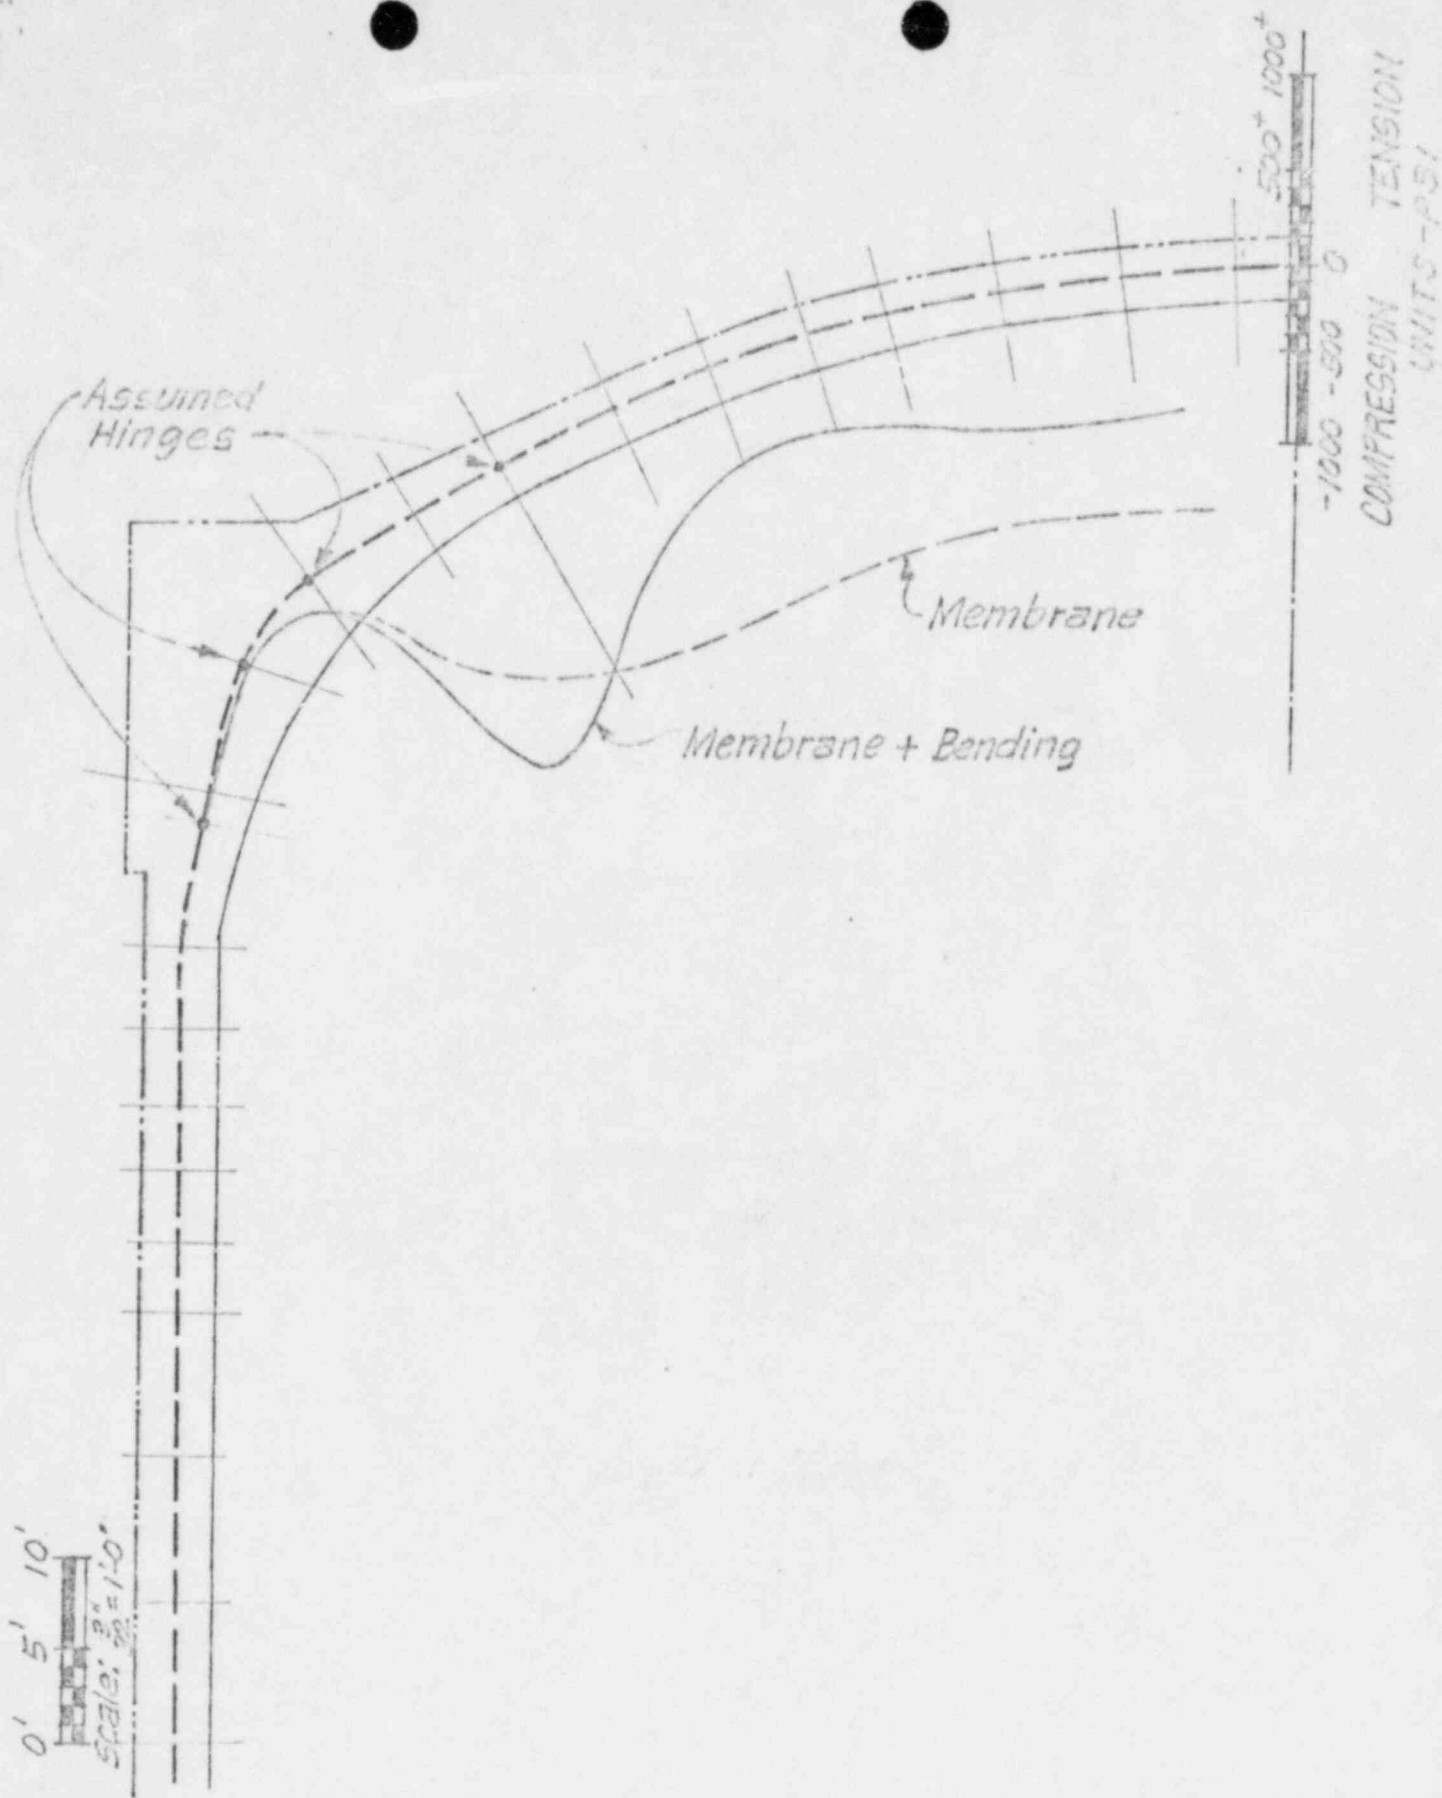 500+ 1000+
-1000 -500 0
COMPRESSION TENSION
UNITS-PSI
Assumed
Hinges
Membrane
Membrane + Bending
0' 5' 10'
Scale: 3/32" = 1'-0"